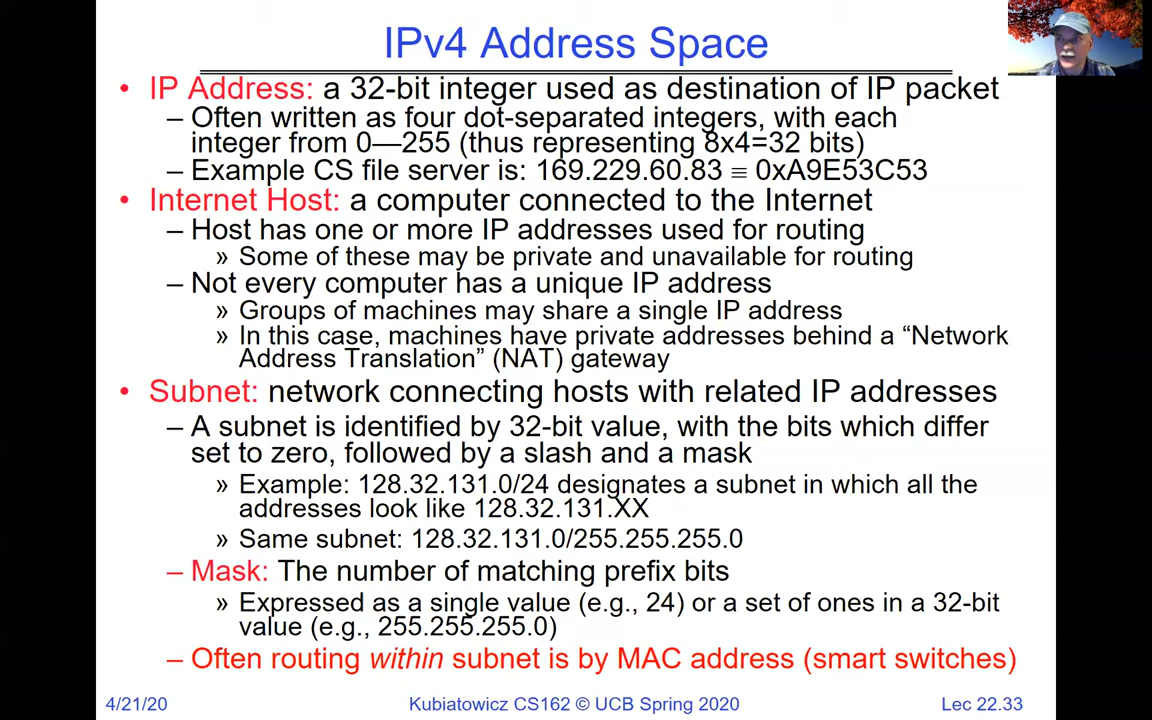 IPv4 Address Space
• IP Address: a 32-bit integer used as destination of IP packet
– Often written as four dot-separated integers, with each
integer from 0—255 (thus representing 8x4=32 bits)
– Example CS file server is: 169.229.60.83 ≡ 0xA9E53C53
• Internet Host: a computer connected to the Internet
– Host has one or more IP addresses used for routing
» Some of these may be private and unavailable for routing
– Not every computer has a unique IP address
» Groups of machines may share a single IP address
» In this case, machines have private addresses behind a “Network
Address Translation” (NAT) gateway
• Subnet: network connecting hosts with related IP addresses
– A subnet is identified by 32-bit value, with the bits which differ
set to zero, followed by a slash and a mask
» Example: 128.32.131.0/24 designates a subnet in which all the
addresses look like 128.32.131.XX
» Same subnet: 128.32.131.0/255.255.255.0
– Mask: The number of matching prefix bits
» Expressed as a single value (e.g., 24) or a set of ones in a 32-bit
value (e.g., 255.255.255.0)
– Often routing within subnet is by MAC address (smart switches)
4/21/20 Kubiatowicz CS162 © UCB Spring 2020 Lec 22.33